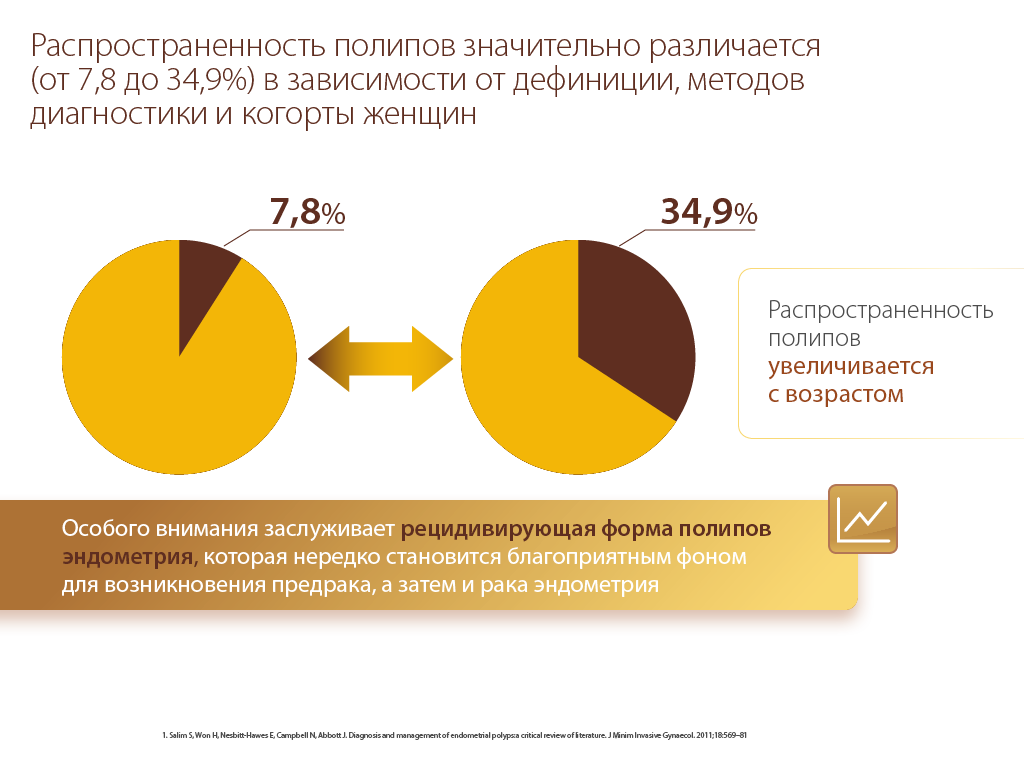 Распространенность полипов значительно различается
(от 7,8 до 34,9%) в зависимости от дефиниции, методов
диагностики и когорты женщин
7,8%
34,9%
Распространенность
полипов
увеличивается
с возрастом
Особого внимания заслуживает рецидивирующая форма полипов
эндометрия, которая нередко становится благоприятным фоном
для возникновения предрака, а затем и рака эндометрия
1. Salim S, Won H, Nesbitt-Hawes E, Campbell N, Abbott J. Diagnosis and management of endometrial polyps: a critical review of literature. J Minim Invasive Gynaecol. 2011;18:569–81